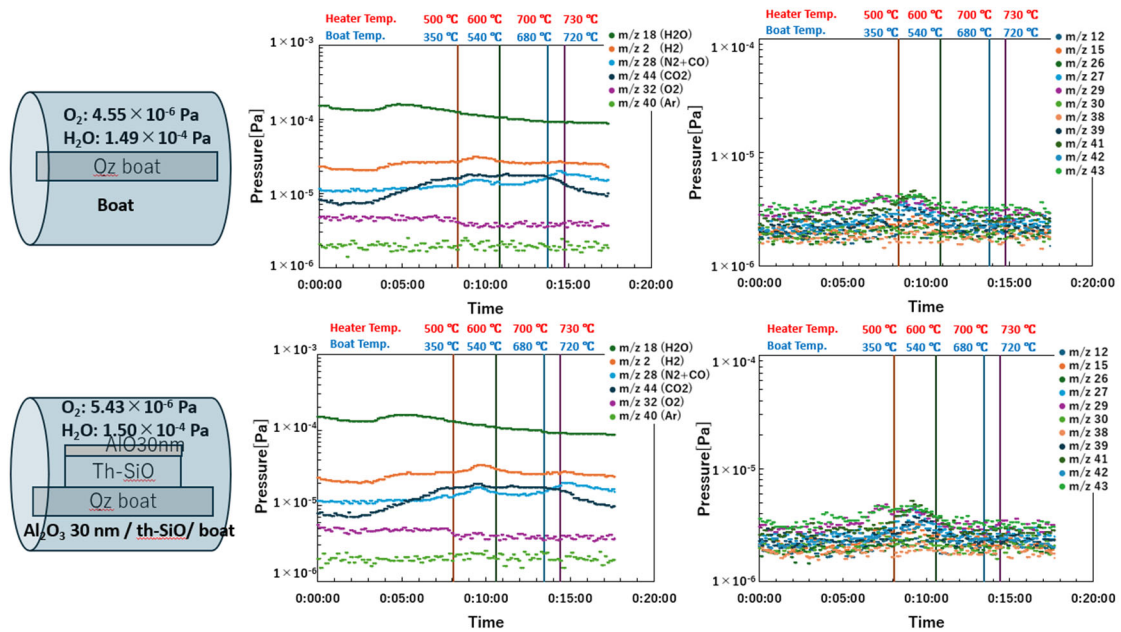 O₂: 4.55×10⁻⁶ Pa
H₂O: 1.49×10⁻⁴ Pa
Qz boat
Boat
Heater Temp. 500 ℃ 600 ℃ 700 ℃ 730 ℃
Boat Temp. 350 ℃ 540 ℃ 680 ℃ 720 ℃
1×10⁻³
1×10⁻⁴
1×10⁻⁵
1×10⁻⁶
Pressure[Pa]
0:00:00 0:05:00 0:10:00 0:15:00 0:20:00
Time
m/z 18 (H2O)
m/z 2 (H2)
m/z 28 (N2+CO)
m/z 44 (CO2)
m/z 32 (O2)
m/z 40 (Ar)
Heater Temp. 500 ℃ 600 ℃ 700 ℃ 730 ℃
Boat Temp. 350 ℃ 540 ℃ 680 ℃ 720 ℃
1×10⁻⁴
1×10⁻⁵
1×10⁻⁶
Pressure[Pa]
0:00:00 0:05:00 0:10:00 0:15:00 0:20:00
Time
m/z 12
m/z 15
m/z 26
m/z 27
m/z 29
m/z 30
m/z 38
m/z 39
m/z 41
m/z 42
m/z 43
O₂: 5.43×10⁻⁶ Pa
H₂O: 1.50×10⁻⁴ Pa
AlO30nm
Th-SiO
Qz boat
Al₂O₃ 30 nm / th-SiO/ boat
Heater Temp. 500 ℃ 600 ℃ 700 ℃ 730 ℃
Boat Temp. 350 ℃ 540 ℃ 680 ℃ 720 ℃
1×10⁻³
1×10⁻⁴
1×10⁻⁵
1×10⁻⁶
Pressure[Pa]
0:00:00 0:05:00 0:10:00 0:15:00 0:20:00
Time
m/z 18 (H2O)
m/z 2 (H2)
m/z 28 (N2+CO)
m/z 44 (CO2)
m/z 32 (O2)
m/z 40 (Ar)
Heater Temp. 500 ℃ 600 ℃ 700 ℃ 730 ℃
Boat Temp. 350 ℃ 540 ℃ 680 ℃ 720 ℃
1×10⁻⁴
1×10⁻⁵
1×10⁻⁶
Pressure[Pa]
0:00:00 0:05:00 0:10:00 0:15:00 0:20:00
Time
m/z 12
m/z 15
m/z 26
m/z 27
m/z 29
m/z 30
m/z 38
m/z 39
m/z 41
m/z 42
m/z 43